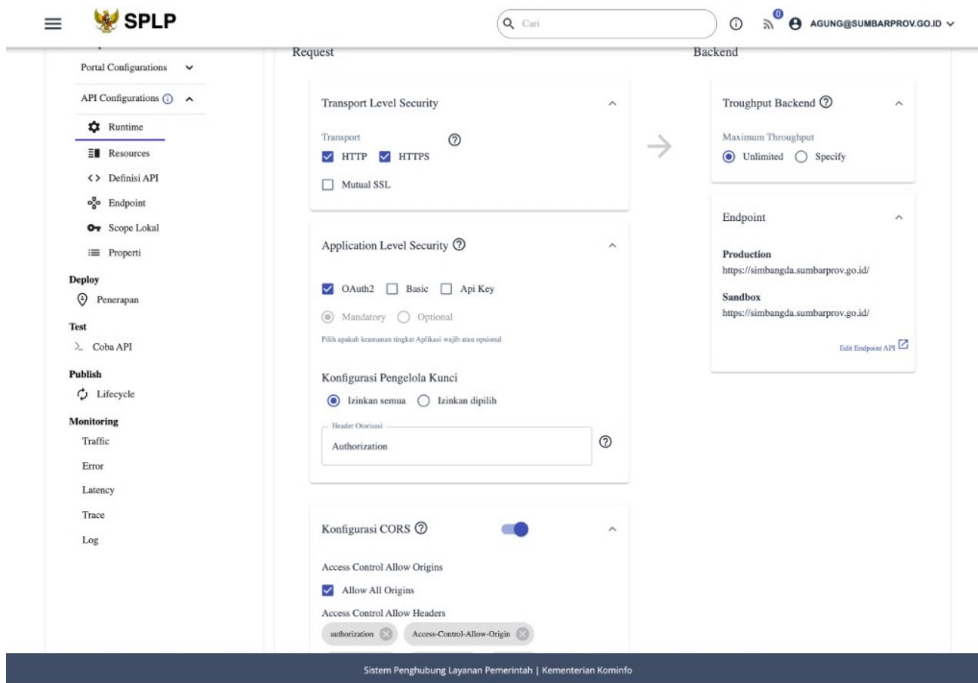 SPLP
Cari
0
AGUNG@SUMBARPROV.GO.ID
Portal Configurations
API Configurations
Runtime
Resources
Definisi API
Endpoint
Scope Lokal
Properti
Deploy
Penerapan
Test
Coba API
Publish
Lifecycle
Monitoring
Traffic
Error
Latency
Trace
Log
Request
Transport Level Security
Transport
HTTP HTTPS
Mutual SSL
Application Level Security
OAuth2 Basic Api Key
Mandatory Optional
Pilih apakah keamanan tingkat Aplikasi wajib atau opsional
Konfigurasi Pengelola Kunci
Izinkan semua Izinkan dipilih
Header Otorisasi
Authorization
Konfigurasi CORS
Access Control Allow Origins
Allow All Origins
Access Control Allow Headers
authorization Access-Control-Allow-Origin
Backend
Troughput Backend
Maximum Throughput
Unlimited Specify
Endpoint
Production
https://simbangda.sumbarprov.go.id/
Sandbox
https://simbangda.sumbarprov.go.id/
Edit Endpoint API
Sistem Penghubung Layanan Pemerintah | Kementerian Kominfo